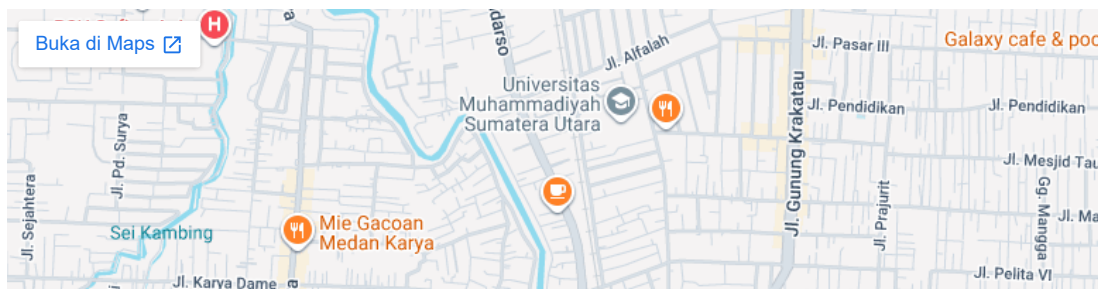 Buka di Maps
H
Jl. Pasar III
Galaxy cafe & poo
Jl. Alfalah
Universitas
Muhammadiyah
Sumatera Utara
Jl. Gunung Krakatau
Jl. Pendidikan
Jl. Pendidikan
Jl. Pd. Surya
Jl. Mesjid Tau
Jl. Sejahtera
Jl. Prajurit
Gg. Mangga
Jl. Ma
Mie Gacoan
Medan Karya
Sei Kambing
Jl. Pelita VI
Jl. Karya Dame
darso